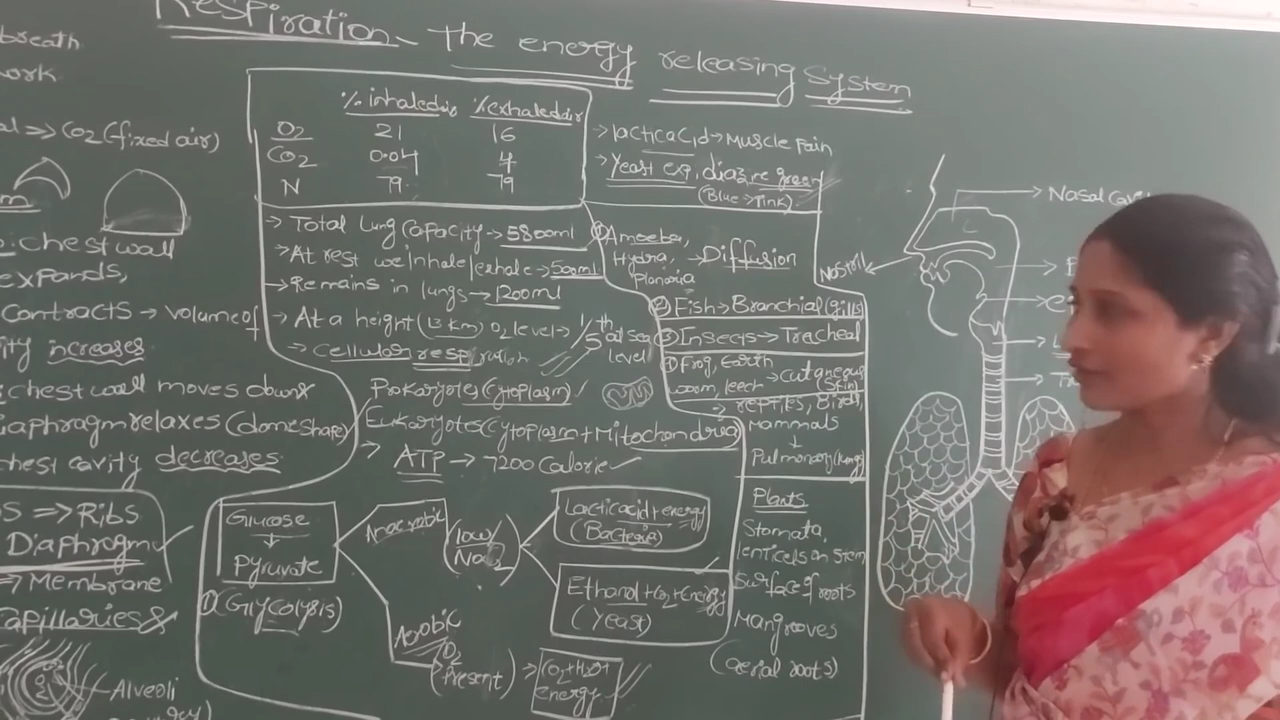 Respiration - The energy releasing System
breath
work
=> CO2 (fixed air)
chest wall
expands,
contracts → volume of
increases
chest wall moves down
Diaphragm relaxes (dome shape)
chest cavity decreases
=> Ribs
Diaphragm
=> Membrane
capillaries &
Alveoli
% inhaled air % exhaled air
O2 21 16
CO2 0.04 4
N 79 79
→ lactic acid → Muscle Pain
→ Yeast exp, diazine green
(Blue → Pink)
→ Total lung capacity → 5800ml
→ At rest we inhale/exhale → 500ml
→ Remains in lungs → 1200ml
→ At a height (13 km) O2 level → 1/5th at sea level
→ Cellular respiration
Prokaryotes (cytoplasm)
Eukaryotes (cytoplasm + Mitochondria)
→ ATP → 7200 Calorie
① Amoeba,
Hydra, → Diffusion
Planaria
② Fish → Branchial (gills)
③ Insects → Tracheal
④ Frog, Earth
worm, leech → cutaneous
(skin)
→ reptiles, Birds,
Mammals
↓
Pulmonary (lungs)
Plants
Stomata,
lenticels on stem
Surface of roots
Mangroves
(aerial roots)
Glucose
↓
Pyruvate
① (Glycolysis)
Anaerobic
(low/
No O2)
Lactic acid + energy
(Bacteria)
Ethanol + CO2 + Energy
(Yeast)
Aerobic
O2
(Present) →
CO2 + H2O +
energy
Nostril
→ Nasal Cav